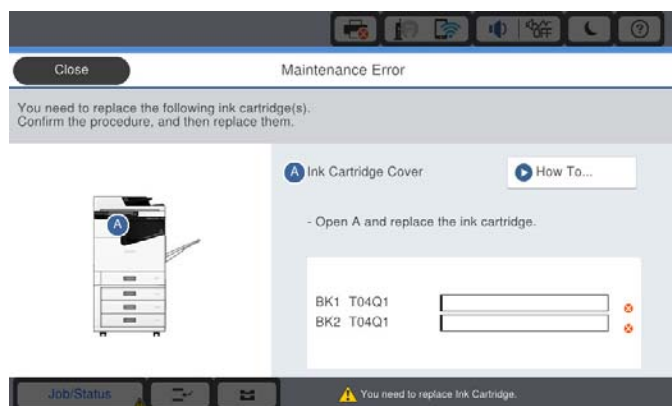 OFF
Close
Maintenance Error
You need to replace the following ink cartridge(s).
Confirm the procedure, and then replace them.
A Ink Cartridge Cover
How To...
A
- Open A and replace the ink cartridge.
BK1 T04Q1
BK2 T04Q1
Job/Status
You need to replace Ink Cartridge.